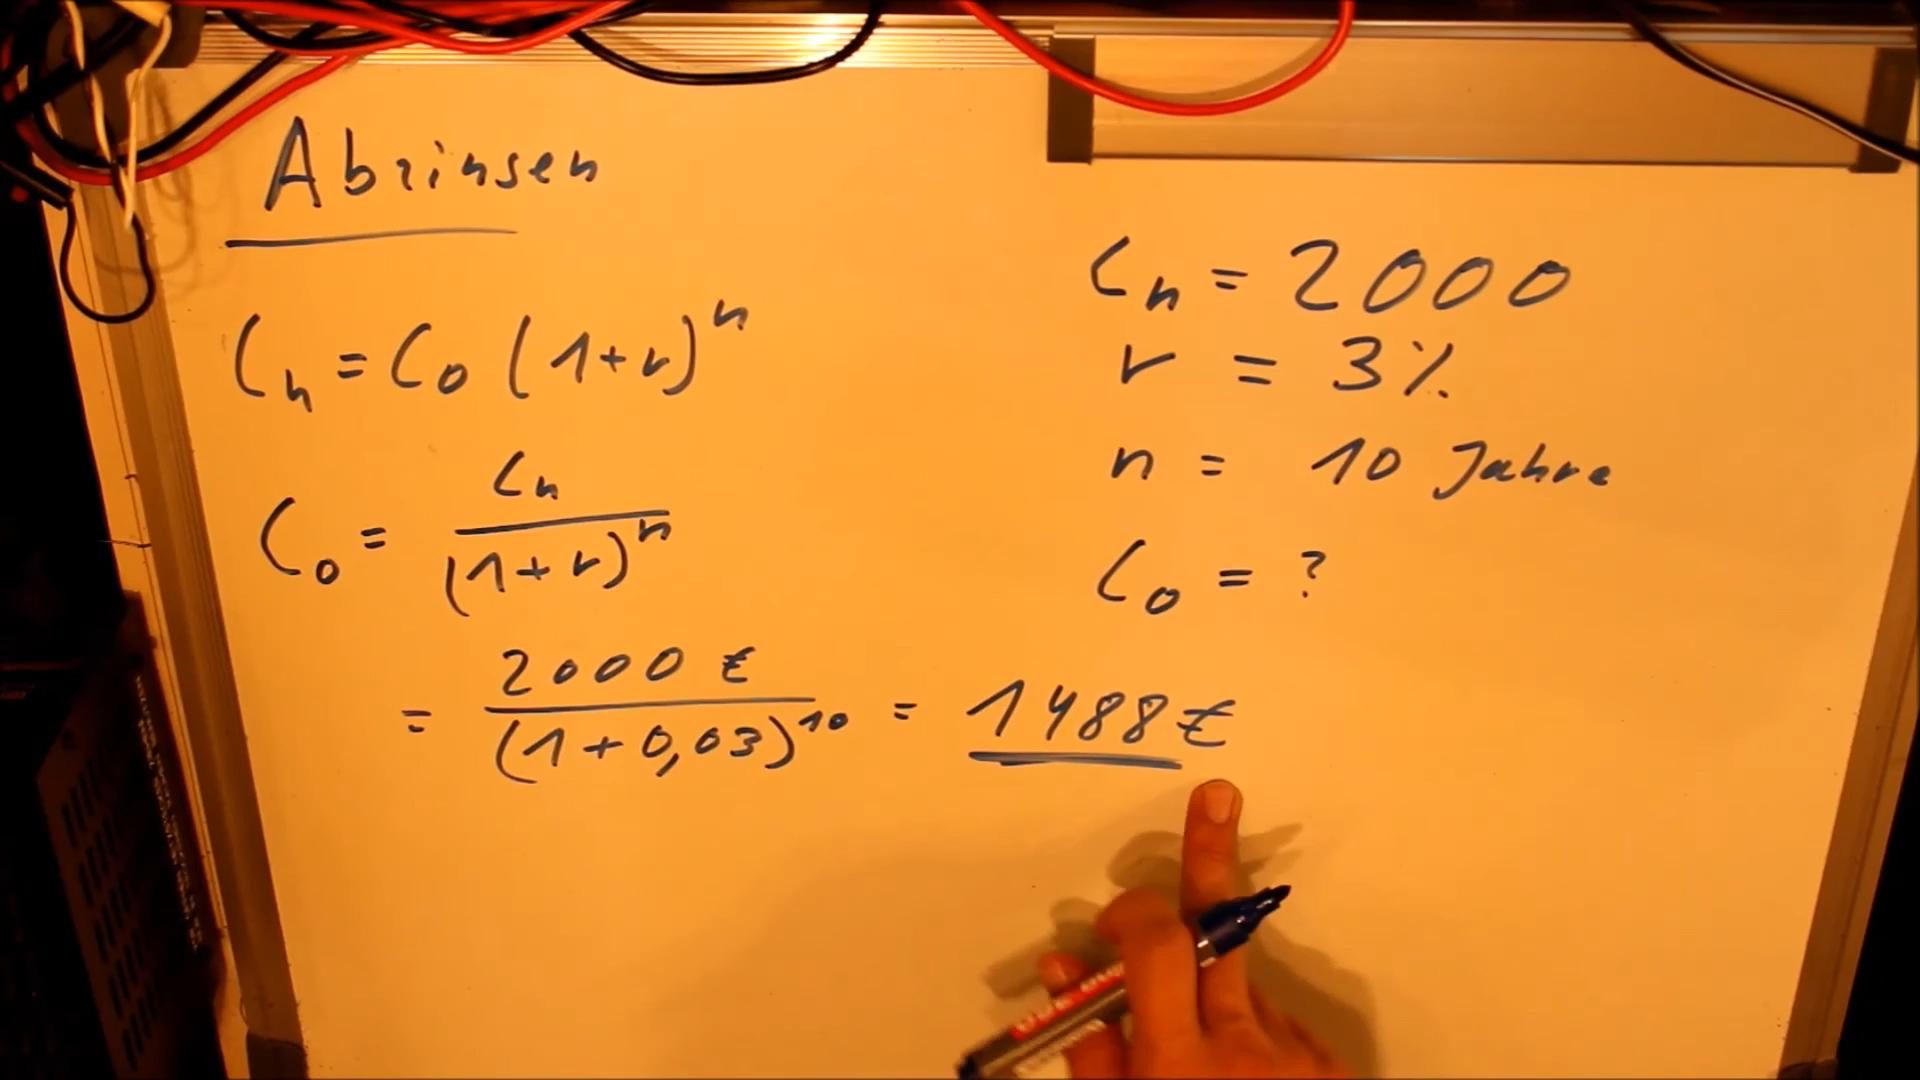 Abzinsen
Cn = C0 (1+r)^n
C0 = Cn / (1+r)^n
= 2000 € / (1+0,03)^10 = 1488 €
Cn = 2000
r = 3%
n = 10 Jahre
C0 = ?